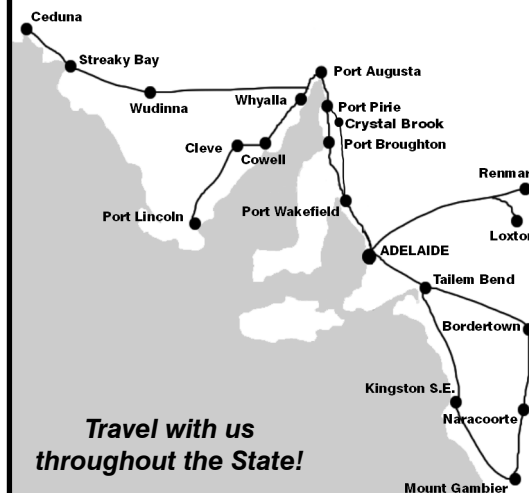 Ceduna
Streaky Bay
Port Augusta
Wudinna
Whyalla
Port Pirie
Crystal Brook
Cleve
Cowell
Port Broughton
Renmar
Port Lincoln
Port Wakefield
Loxton
ADELAIDE
Tailem Bend
Bordertown
Kingston S.E.
Naracoorte
Travel with us
throughout the State!
Mount Gambier